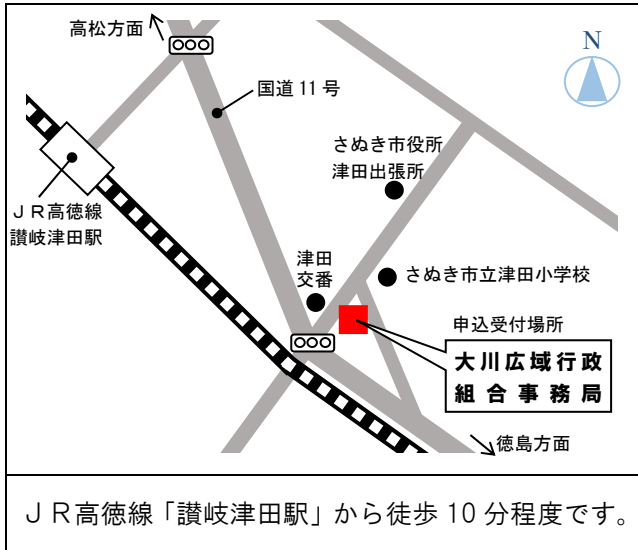 高松方面
N
国道11号
さぬき市役所
津田出張所
ＪＲ高徳線
讃岐津田駅
津田
交番
さぬき市立津田小学校
申込受付場所
大川広域行政
組合事務局
徳島方面
ＪＲ高徳線「讃岐津田駅」から徒歩10分程度です。